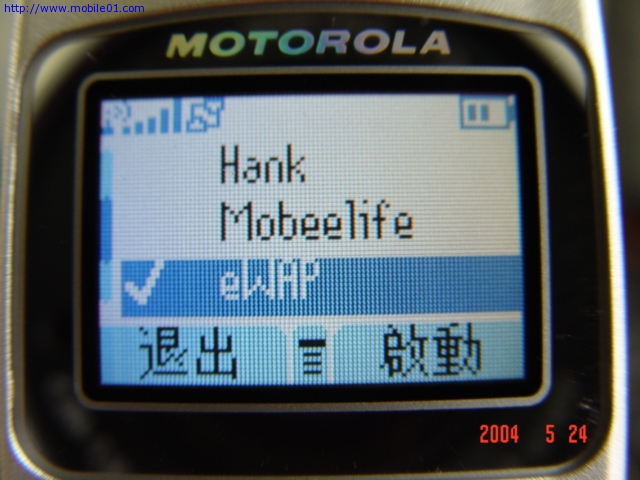 http://www.mobile01.com
MOTOROLA
Hank
Mobeelife
eWAP
退出 啟動
2004 5 24